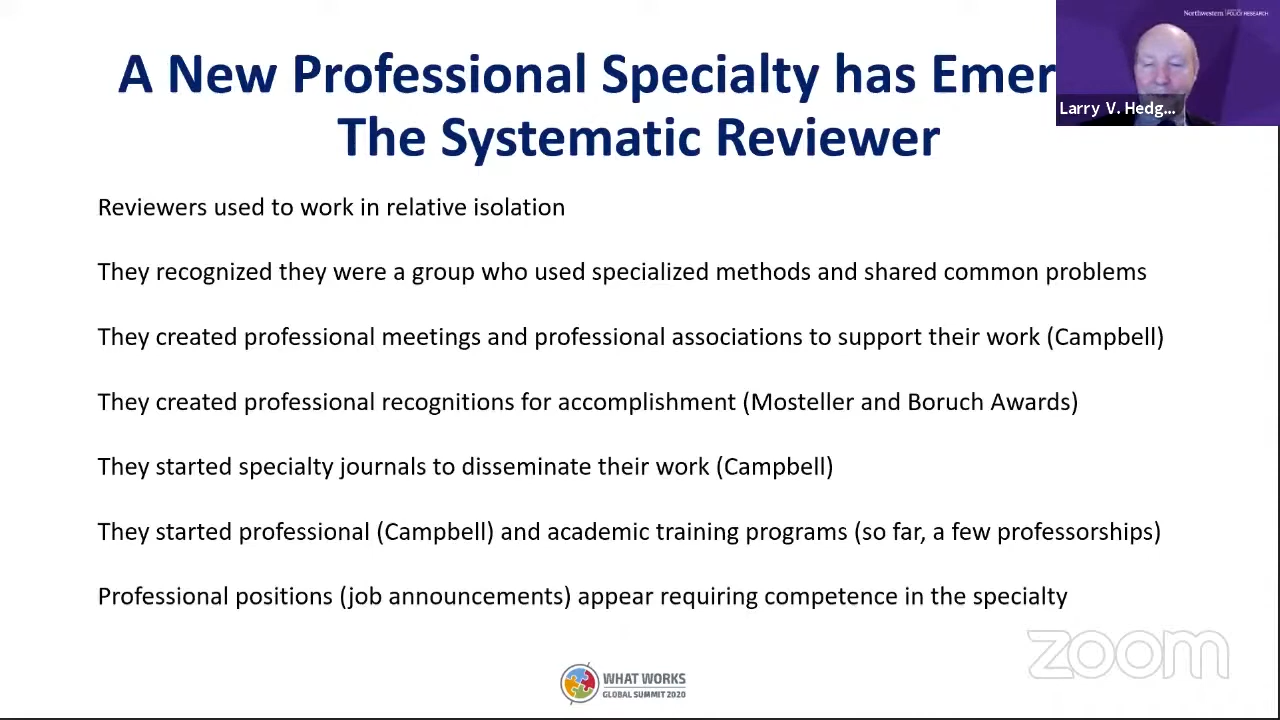 A New Professional Specialty has Emer
The Systematic Reviewer
Northwestern
POLICY RESEARCH
Larry V. Hedg...
Reviewers used to work in relative isolation
They recognized they were a group who used specialized methods and shared common problems
They created professional meetings and professional associations to support their work (Campbell)
They created professional recognitions for accomplishment (Mosteller and Boruch Awards)
They started specialty journals to disseminate their work (Campbell)
They started professional (Campbell) and academic training programs (so far, a few professorships)
Professional positions (job announcements) appear requiring competence in the specialty
zoom
WHAT WORKS
GLOBAL SUMMIT 2020